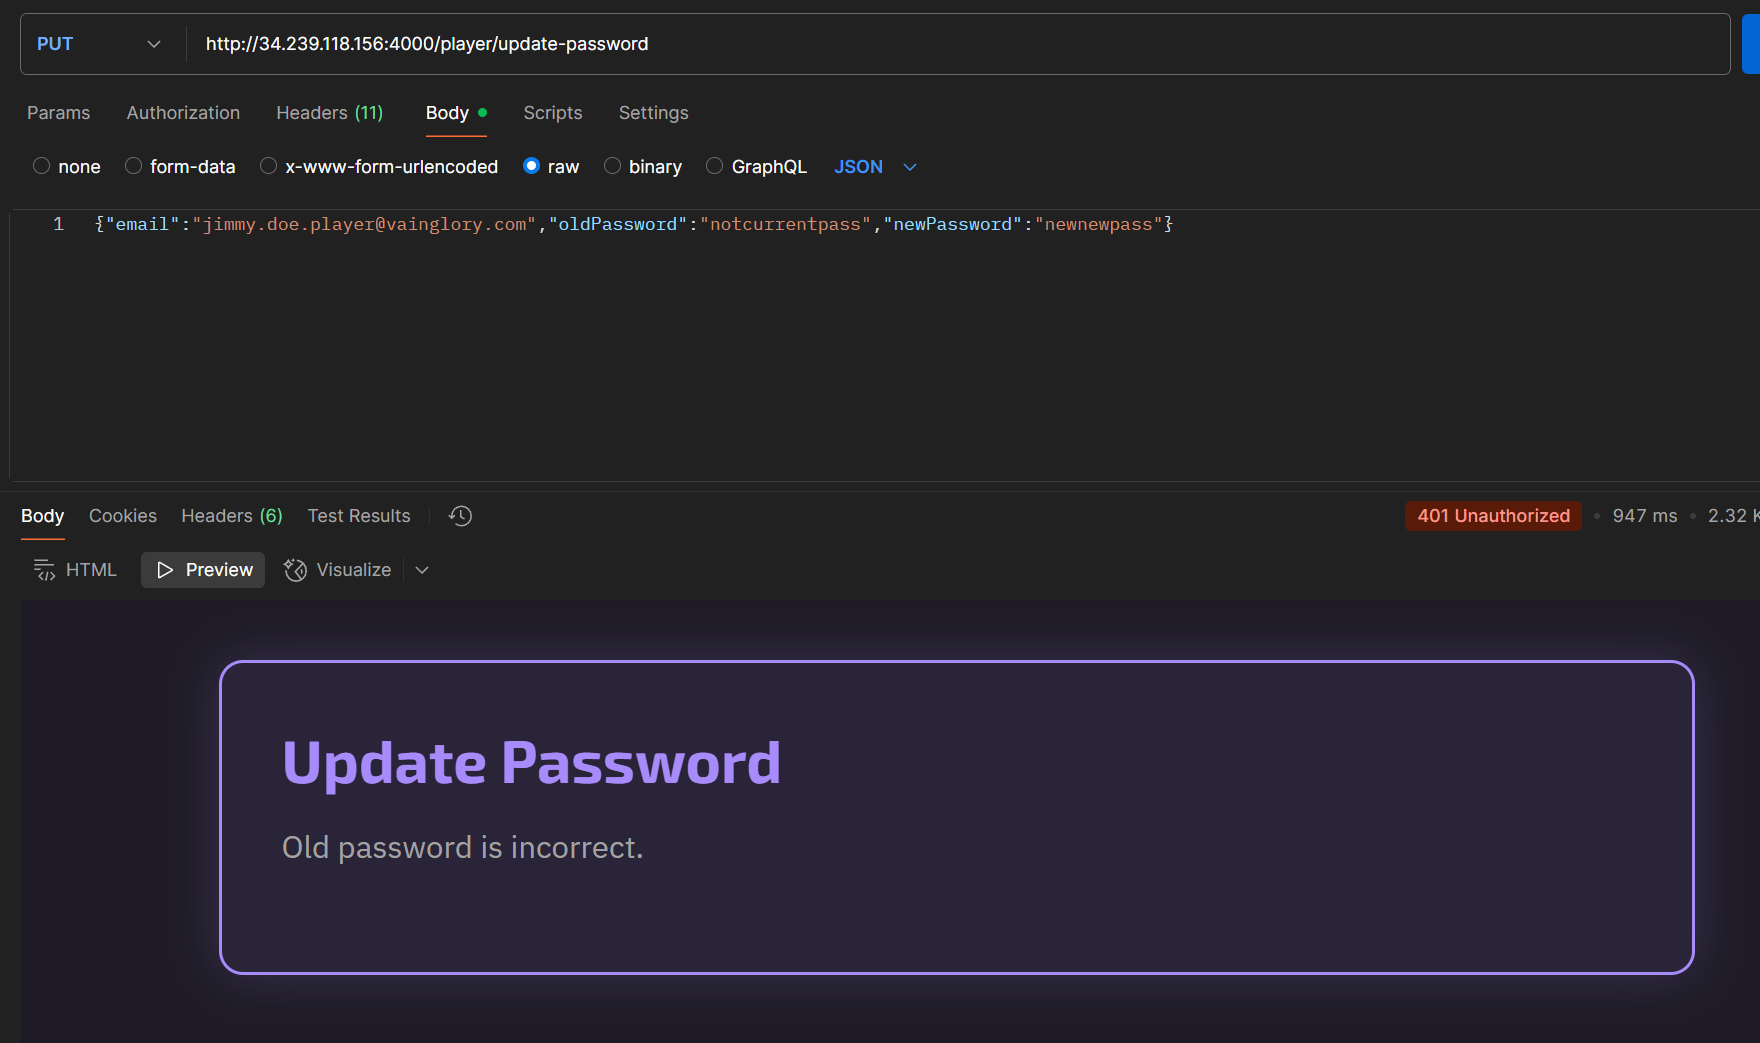 PUT http://34.239.118.156:4000/player/update-password
Params Authorization Headers (11) Body Scripts Settings
none form-data x-www-form-urlencoded raw binary GraphQL JSON
1 {"email":"jimmy.doe.player@vainglory.com","oldPassword":"notcurrentpass","newPassword":"newnewpass"}
Body Cookies Headers (6) Test Results 401 Unauthorized 947 ms 2.32
HTML Preview Visualize
Update Password
Old password is incorrect.